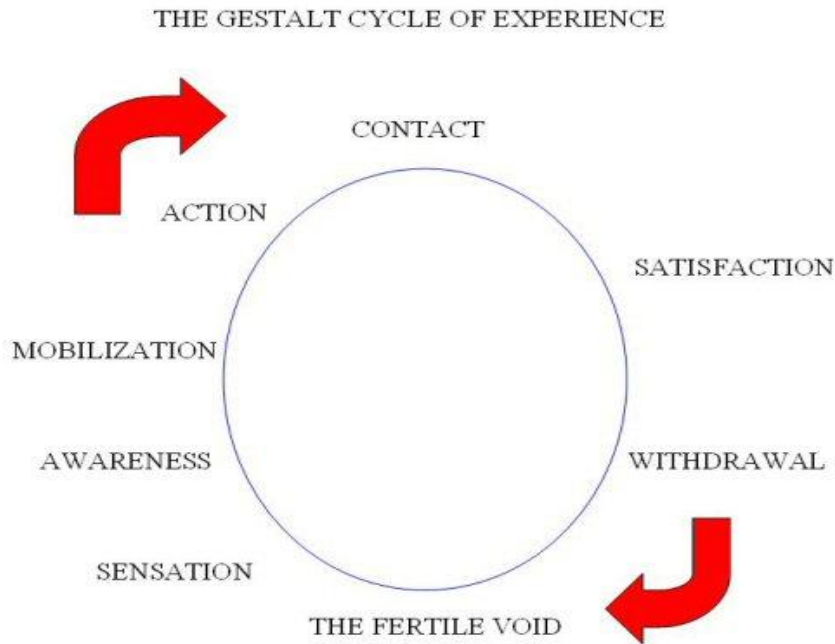 THE GESTALT CYCLE OF EXPERIENCE
CONTACT
ACTION
SATISFACTION
MOBILIZATION
AWARENESS
WITHDRAWAL
SENSATION
THE FERTILE VOID